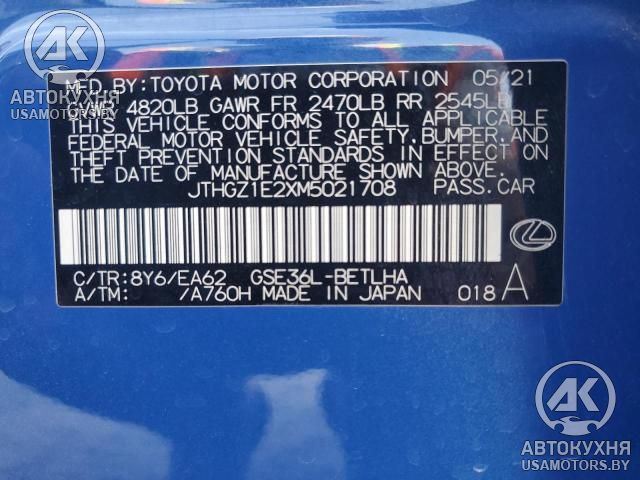 AK
АВТОКУХНЯ
USAMOTORS.BY
MFD.BY:TOYOTA MOTOR CORPORATION 05/21
GVWR 4820LB GAWR FR 2470LB RR 2545LB
THIS VEHICLE CONFORMS TO ALL APPLICABLE
FEDERAL MOTOR VEHICLE SAFETY,BUMPER,AND
THEFT PREVENTION STANDARDS IN EFFECT ON
THE DATE OF MANUFACTURE SHOWN ABOVE.
JTHGZ1E2XM5021708 PASS.CAR
C/TR:8Y6/EA62 GSE36L-BETLHA
A/TM: /A760H MADE IN JAPAN 018 A
AK
АВТОКУХНЯ
USAMOTORS.BY